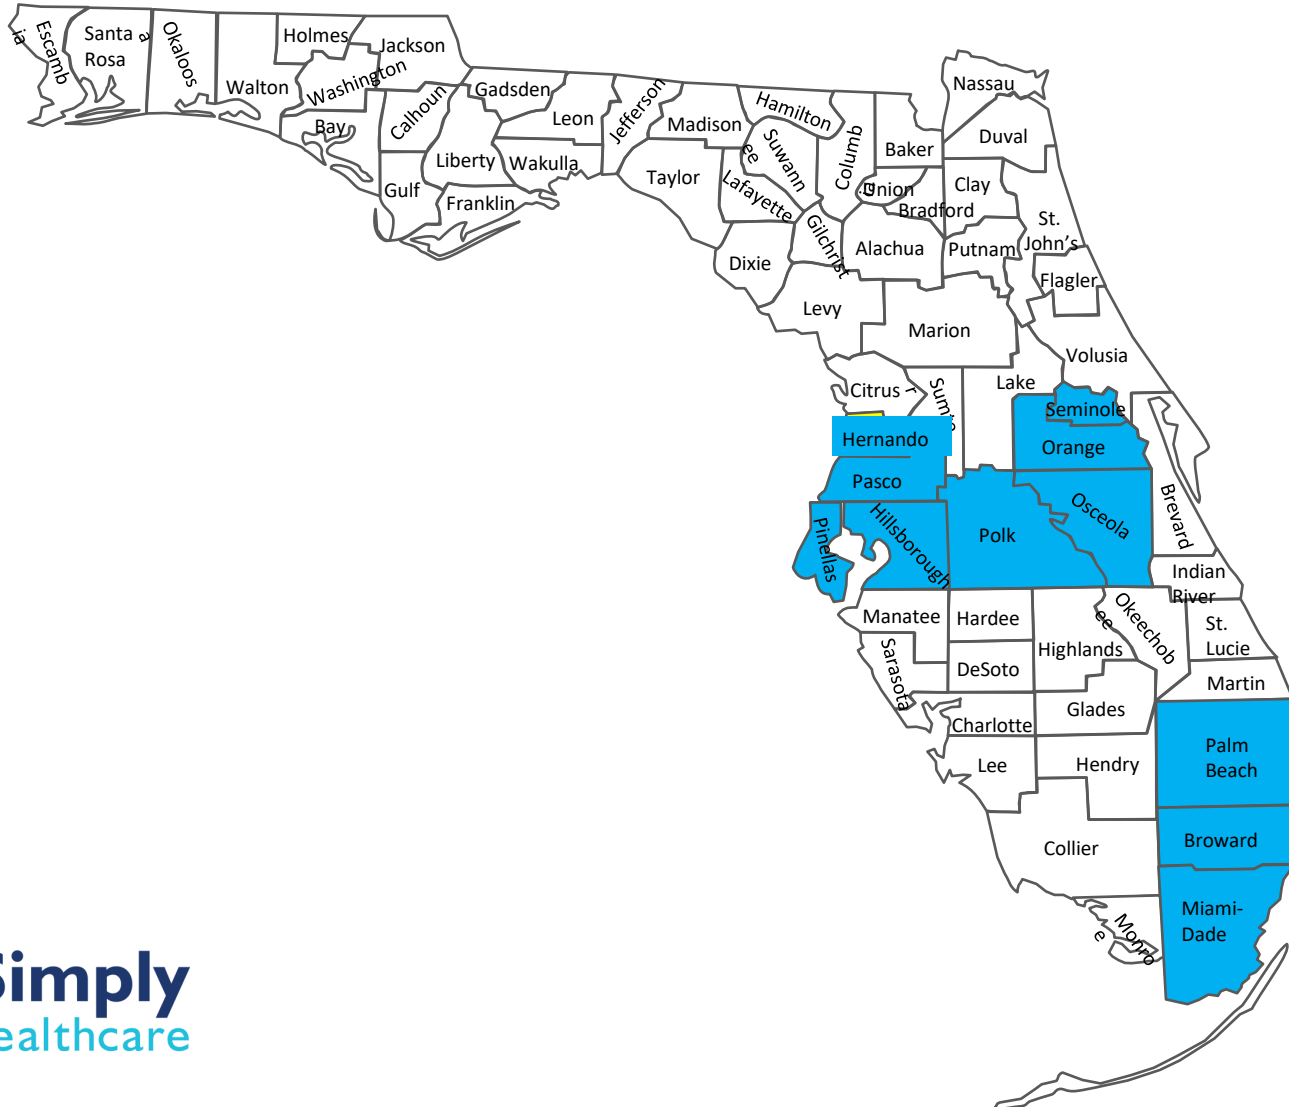 Escamb
ia
Santa
Rosa
Okaloos
a
Walton
Holmes
Washington
Jackson
Bay
Calhoun
Gulf
Liberty
Gadsden
Franklin
Leon
Wakulla
Jefferson
Madison
Taylor
Hamilton
Suwann
ee
Lafayette
Dixie
Columb
Gilchrist
Baker
Union
Bradford
Alachua
Nassau
Duval
Clay
Putnam
St.
John's
Flagler
Levy
Marion
Volusia
Citrus
Sumte
r
Lake
Seminole
Orange
Hernando
Pasco
Pinellas
Hillsborough
Polk
Osceola
Brevard
Indian
River
Manatee
Hardee
Highlands
Okeechob
ee
St.
Lucie
Sarasota
DeSoto
Martin
Charlotte
Glades
Lee
Hendry
Palm
Beach
Collier
Broward
Monro
e
Miami-
Dade
Simply
ealthcare